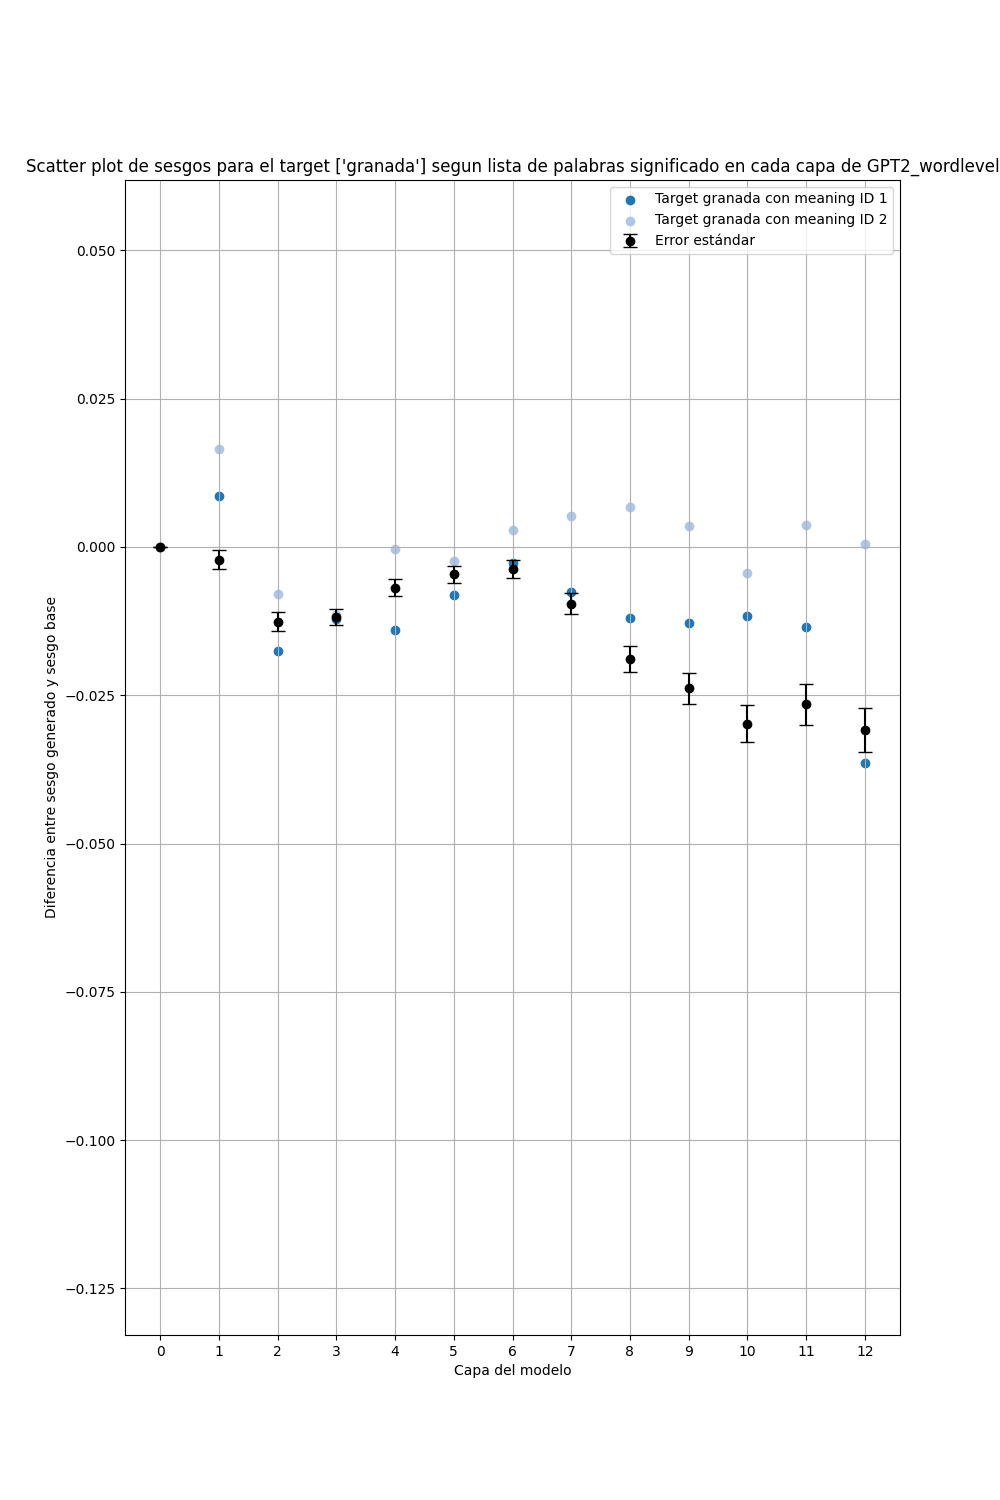 Scatter plot de sesgos para el target ['granada'] segun lista de palabras significado en cada capa de GPT2_wordlevel
Target granada con meaning ID 1
Target granada con meaning ID 2
Error estándar
Diferencia entre sesgo generado y sesgo base
0.050
0.025
0.000
−0.025
−0.050
−0.075
−0.100
−0.125
0 1 2 3 4 5 6 7 8 9 10 11 12
Capa del modelo